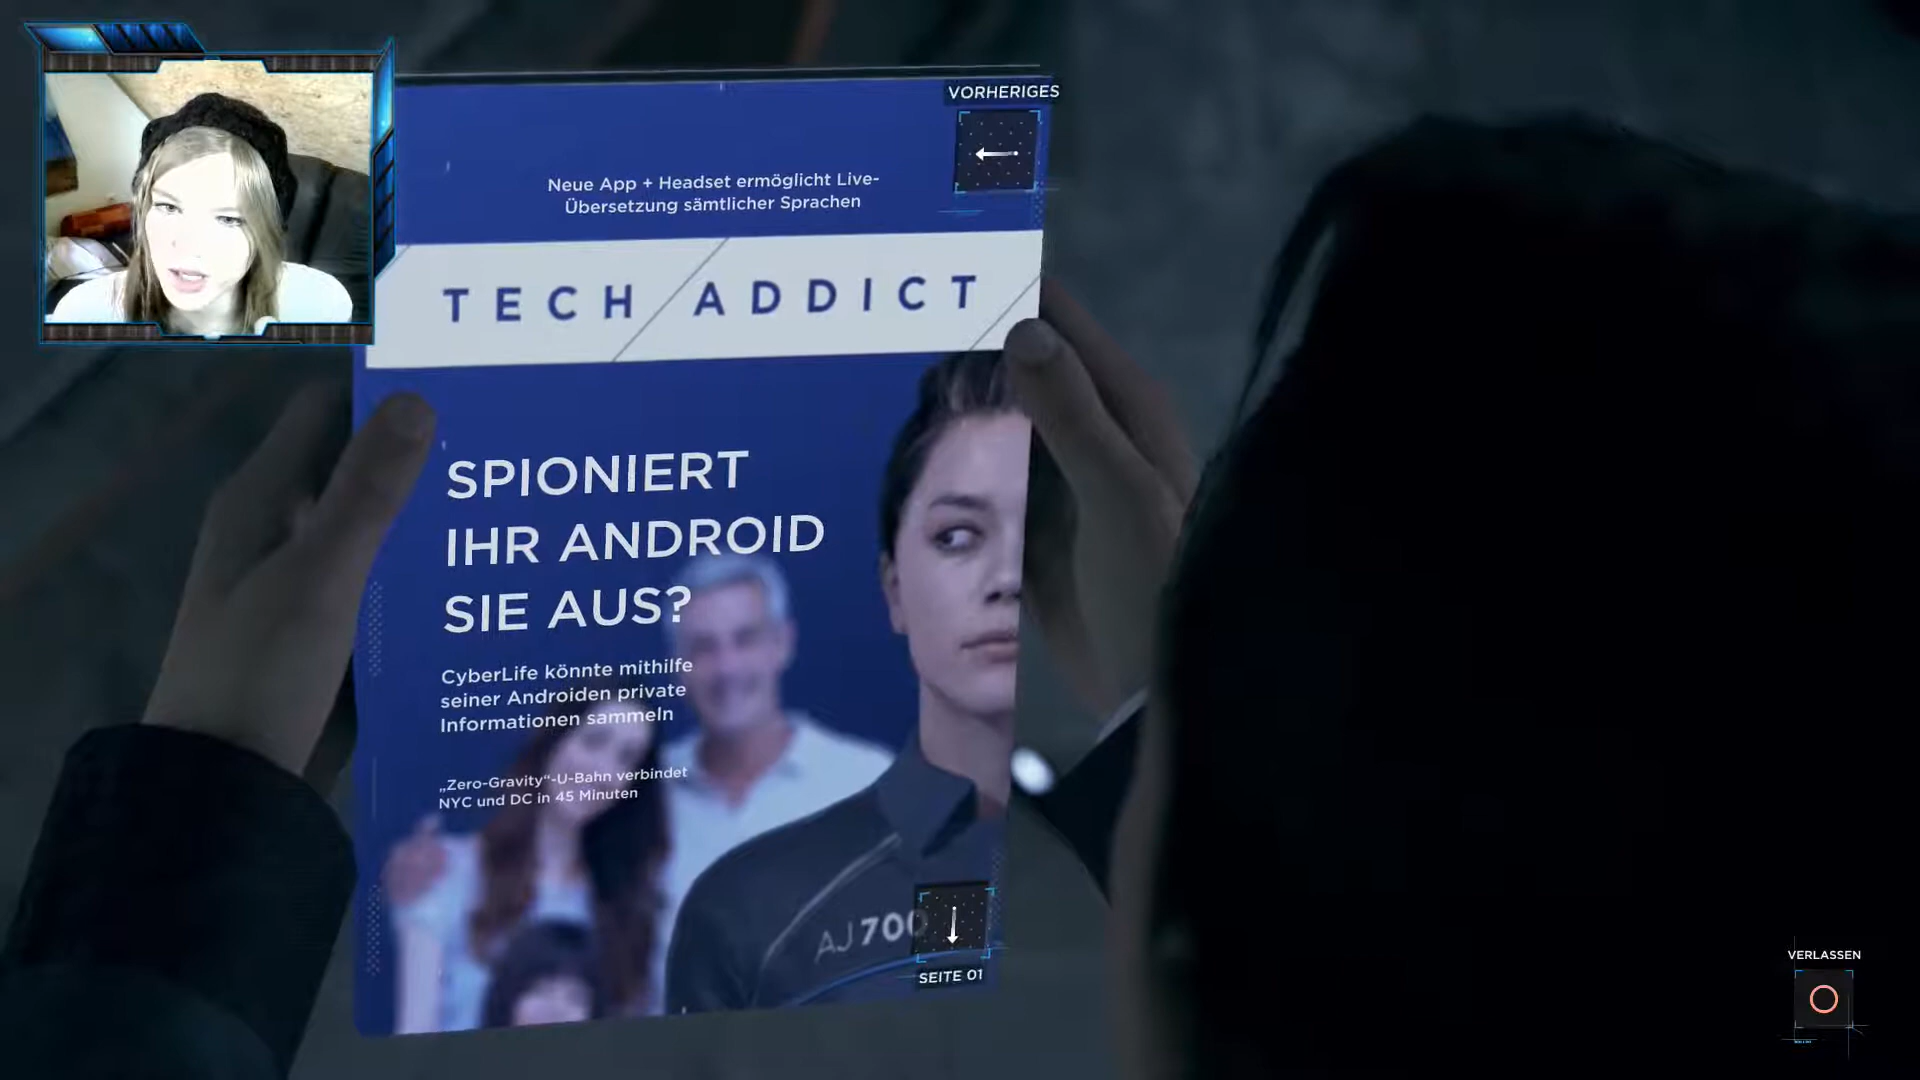 VORHERIGES
Neue App + Headset ermöglicht Live-
Übersetzung sämtlicher Sprachen
TECH ADDICT
SPIONIERT
IHR ANDROID
SIE AUS?
CyberLife könnte mithilfe
seiner Androiden private
Informationen sammeln
„Zero-Gravity“-U-Bahn verbindet
NYC und DC in 45 Minuten
AJ700
SEITE 01
VERLASSEN